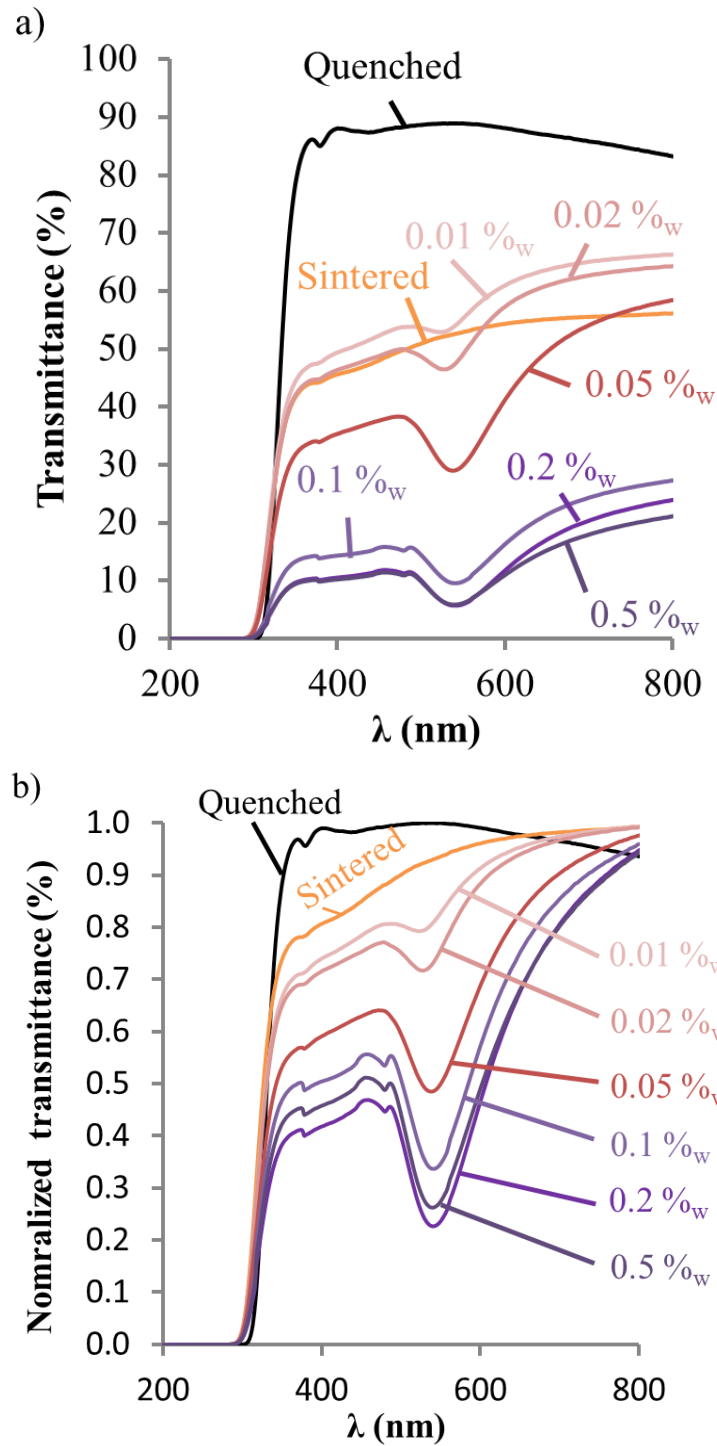 a)
Transmittance (%)
100
90
80
70
60
50
40
30
20
10
0
Quenched
0.01 %w
0.02 %w
Sintered
0.05 %w
0.1 %w
0.2 %w
0.5 %w
200 400 600 800
λ (nm)
b)
Nomralized transmittance (%)
1.0
0.9
0.8
0.7
0.6
0.5
0.4
0.3
0.2
0.1
0.0
Quenched
Sintered
0.01 %w
0.02 %w
0.05 %w
0.1 %w
0.2 %w
0.5 %w
200 400 600 800
λ (nm)